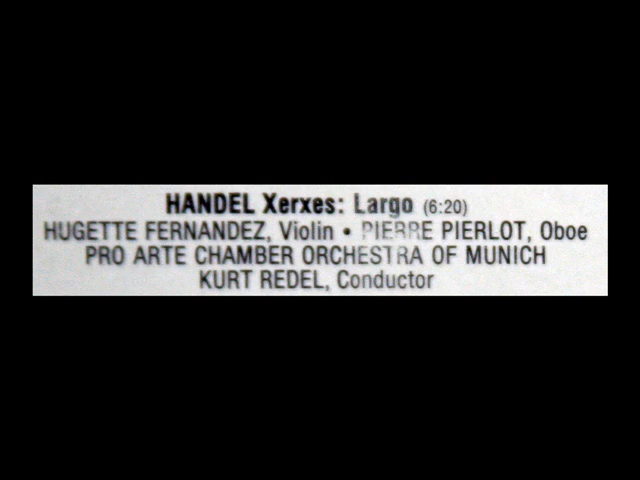 HANDEL Xerxes: Largo (6:20)
HUGETTE FERNANDEZ, Violin • PIERRE PIERLOT, Oboe
PRO ARTE CHAMBER ORCHESTRA OF MUNICH
KURT REDEL, Conductor